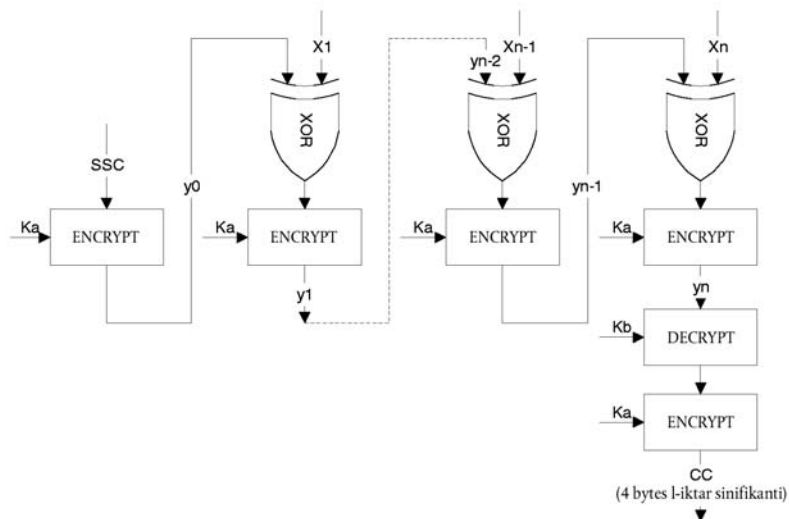 X1
Xn-1
Xn
yn-2
XOR
XOR
XOR
SSC
y0
yn-1
Ka
ENCRYPT
Ka
ENCRYPT
Ka
ENCRYPT
Ka
ENCRYPT
y1
yn
Kb
DECRYPT
Ka
ENCRYPT
CC
(4 bytes l-iktar sinifikanti)